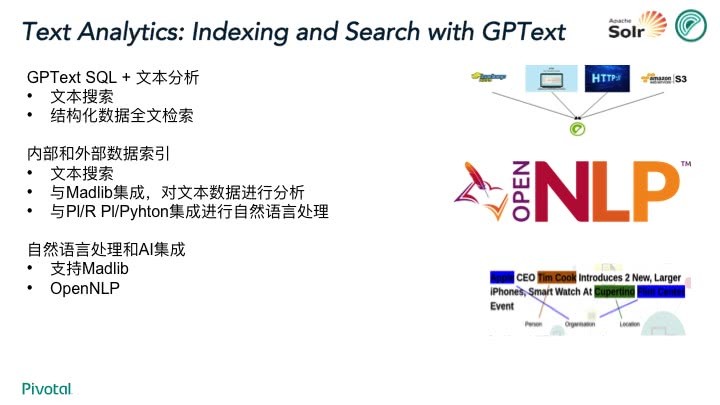 Text Analytics: Indexing and Search with GPText
Apache
Solr
GPText SQL + 文本分析
• 文本搜索
• 结构化数据全文检索
内部和外部数据索引
• 文本搜索
• 与Madlib集成，对文本数据进行分析
• 与Pl/R Pl/Pyhton集成进行自然语言处理
自然语言处理和AI集成
• 支持Madlib
• OpenNLP
HTTPS
amazon
S3
OPEN
NLP™
Apple CEO Tim Cook Introduces 2 New, Larger
iPhones, Smart Watch At Cupertino Flint Center
Event
Person
Organisation
Location
Pivotal